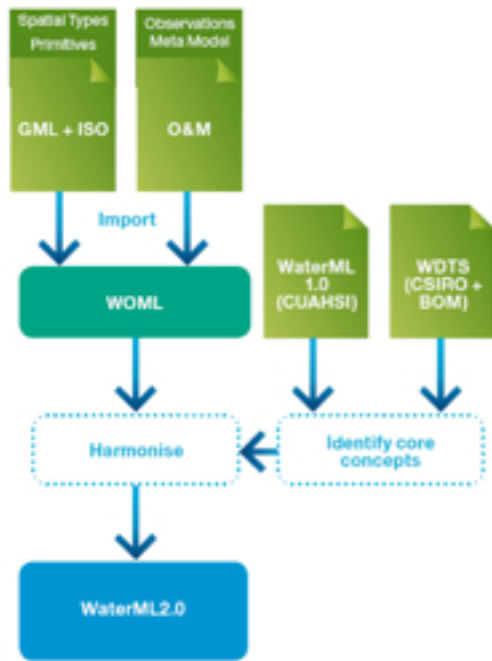 Spatial Types
Primitives
Observations
Meta Model
GML + ISO
O&M
Import
WOML
WaterML
1.0
(CUAHSI)
WDTS
(CSIRO +
BOM)
Harmonise
Identify core
concepts
WaterML2.0